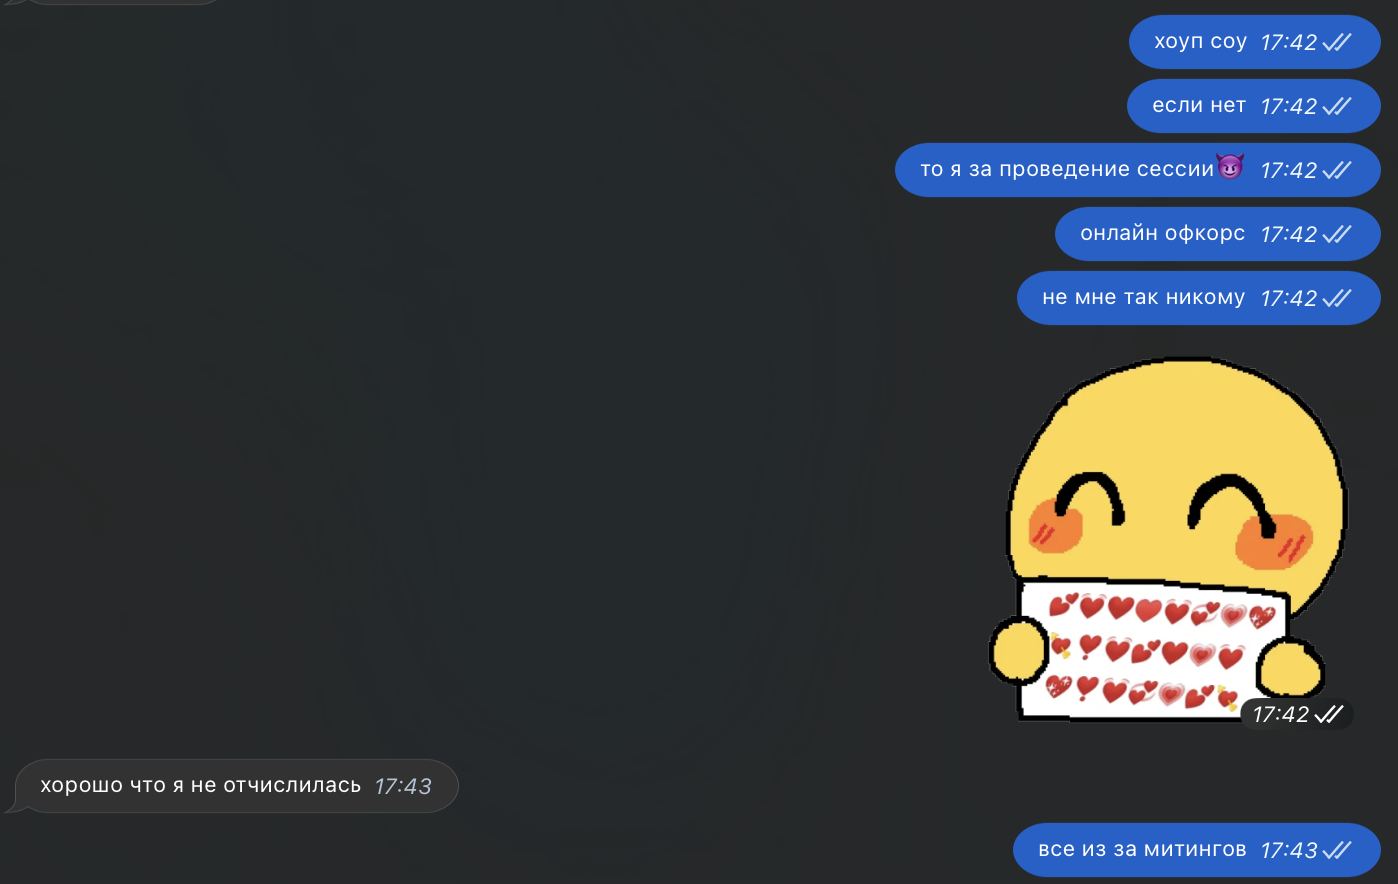 хоуп соу 17:42
если нет 17:42
то я за проведение сессии😈 17:42
онлайн офкорс 17:42
не мне так никому 17:42
17:42
хорошо что я не отчислилась 17:43
все из за митингов 17:43